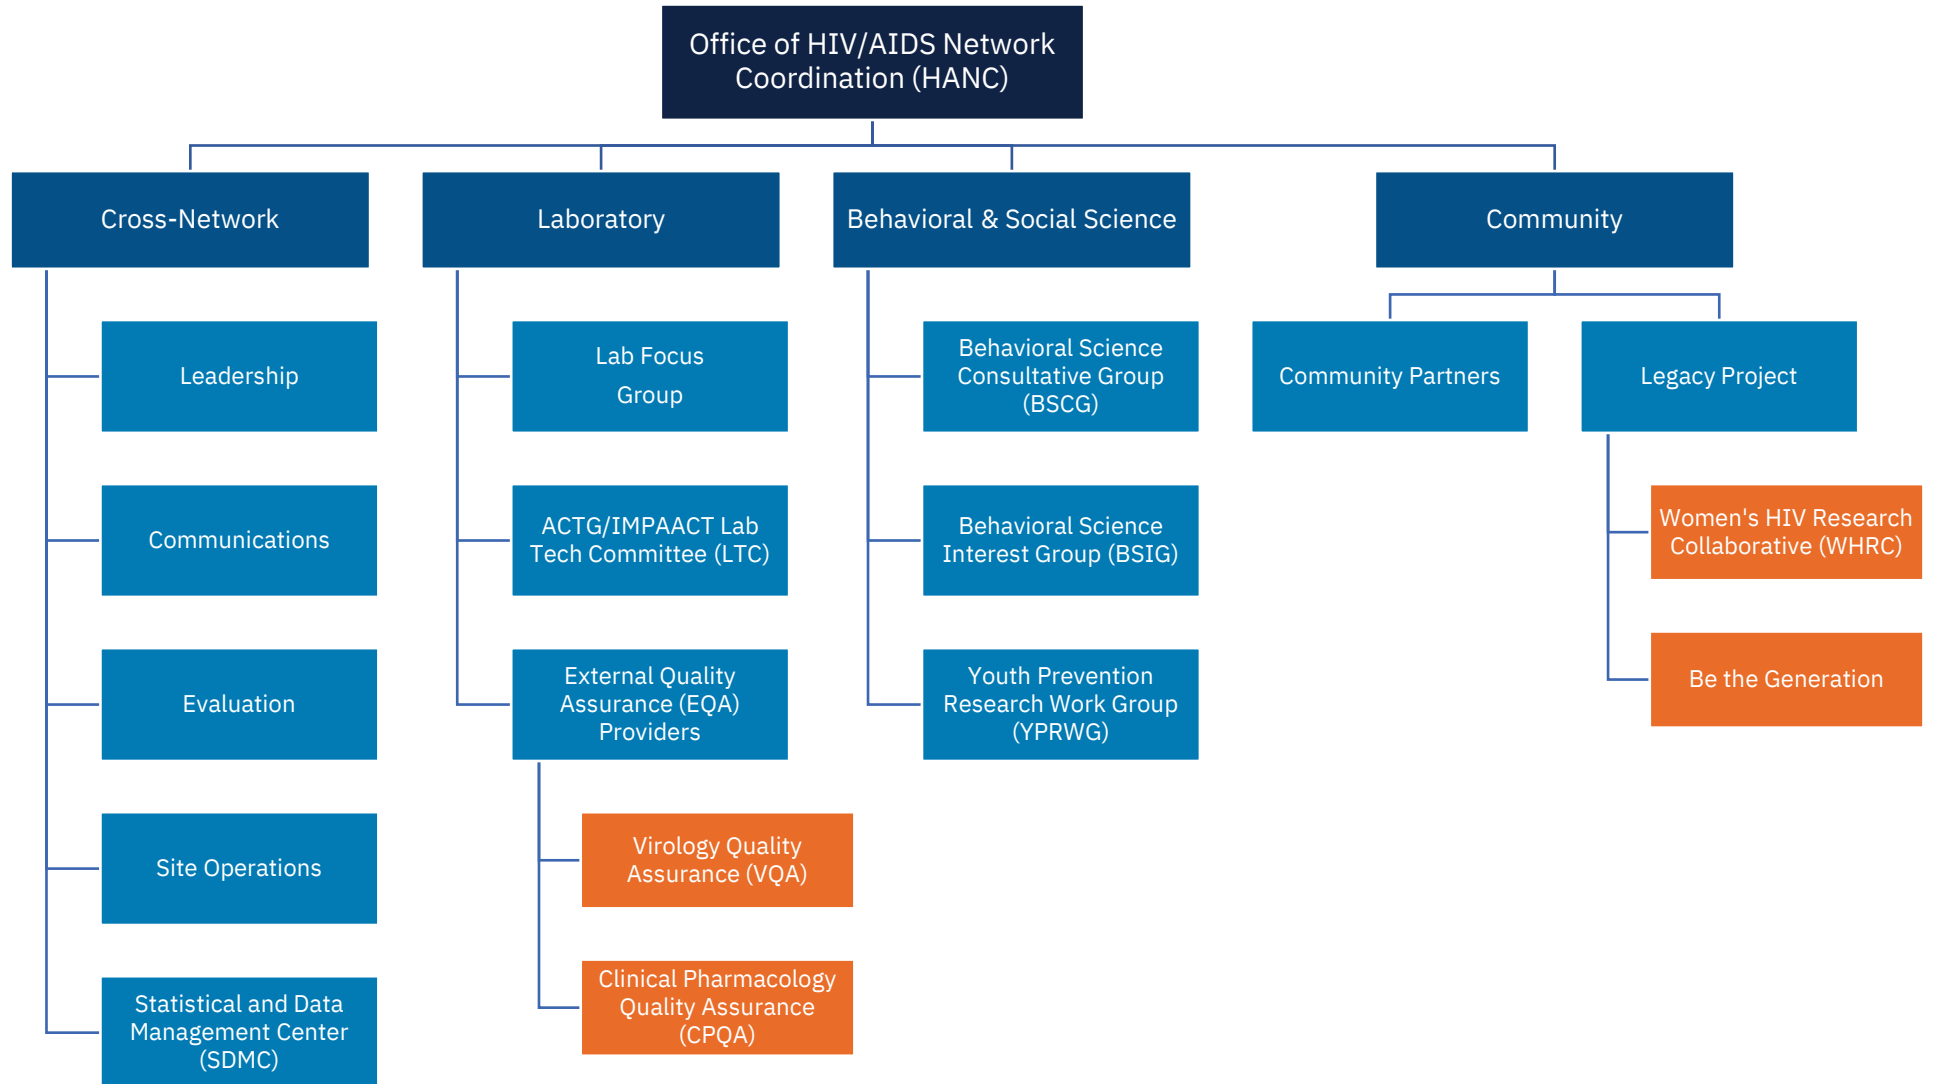 Office of HIV/AIDS Network
Coordination (HANC)
Cross-Network
Laboratory
Behavioral & Social Science
Community
Leadership
Communications
Evaluation
Site Operations
Statistical and Data
Management Center
(SDMC)
Lab Focus
Group
ACTG/IMPAACT Lab
Tech Committee (LTC)
External Quality
Assurance (EQA)
Providers
Virology Quality
Assurance (VQA)
Clinical Pharmacology
Quality Assurance
(CPQA)
Behavioral Science
Consultative Group
(BSCG)
Behavioral Science
Interest Group (BSIG)
Youth Prevention
Research Work Group
(YPRWG)
Community Partners
Legacy Project
Women's HIV Research
Collaborative (WHRC)
Be the Generation